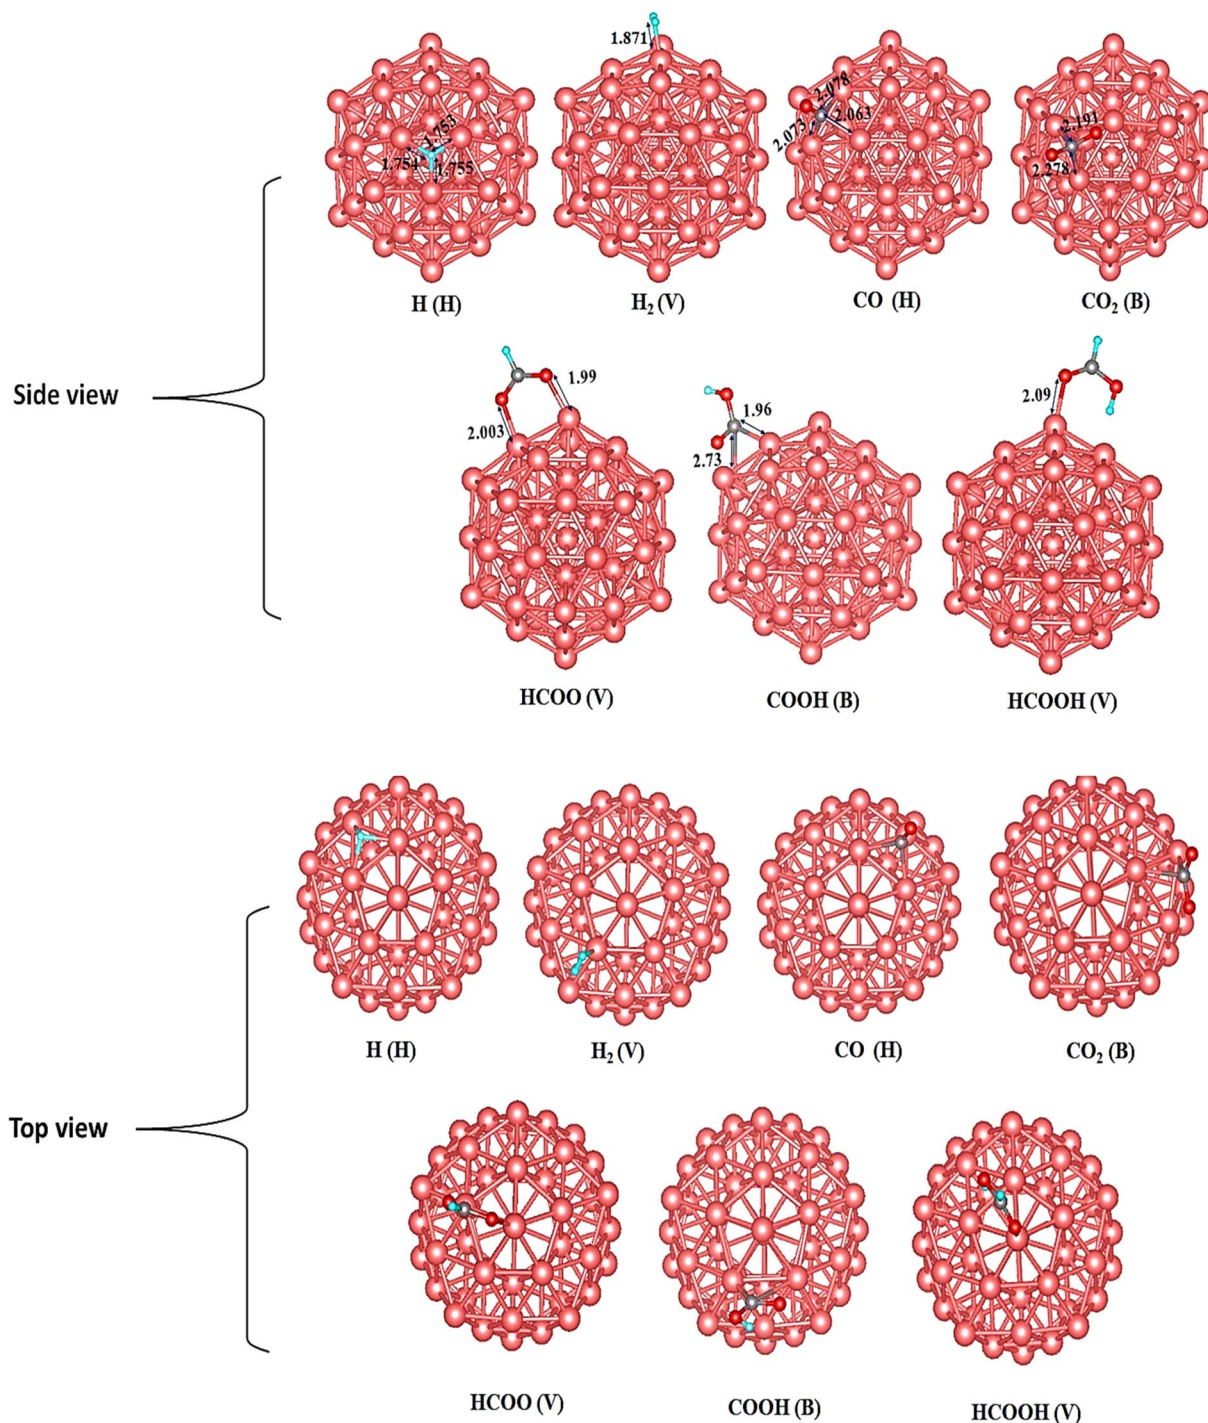 1.871
2.078
2.191
1.753
2.063
2.073
1.754
1.755
2.278
H (H)
H₂ (V)
CO (H)
CO₂ (B)
Side view
1.99
2.09
1.96
2.003
2.73
HCOO (V)
COOH (B)
HCOOH (V)
H (H)
H₂ (V)
CO (H)
CO₂ (B)
Top view
HCOO (V)
COOH (B)
HCOOH (V)